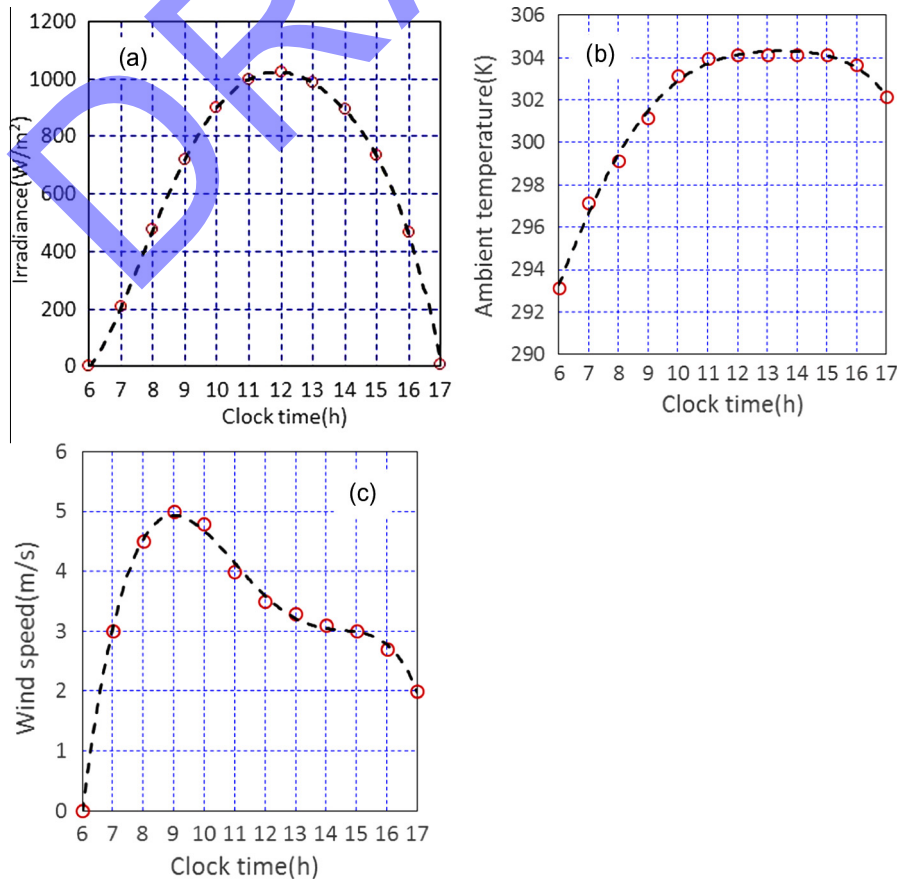 DRA
(a)
Irradiance(W/m²)
1200
1000
800
600
400
200
0
6 7 8 9 10 11 12 13 14 15 16 17
Clock time(h)
(b)
Ambient temperature(K)
306
304
302
300
298
296
294
292
290
6 7 8 9 10 11 12 13 14 15 16 17
Clock time(h)
(c)
Wind speed(m/s)
6
5
4
3
2
1
0
6 7 8 9 10 11 12 13 14 15 16 17
Clock time(h)